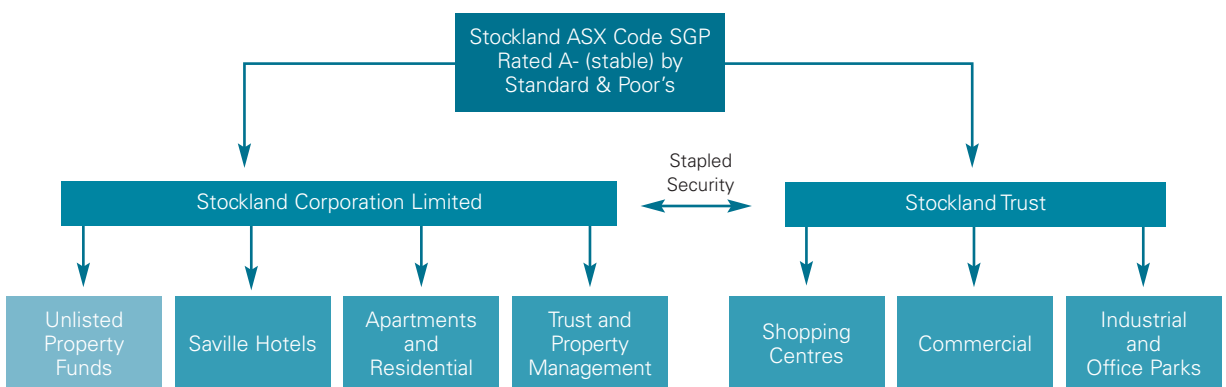 Stockland ASX Code SGP
Rated A- (stable) by
Standard & Poor's
Stapled
Security
Stockland Corporation Limited
Stockland Trust
Unlisted
Property
Funds
Saville Hotels
Apartments
and
Residential
Trust and
Property
Management
Shopping
Centres
Commercial
Industrial
and
Office Parks